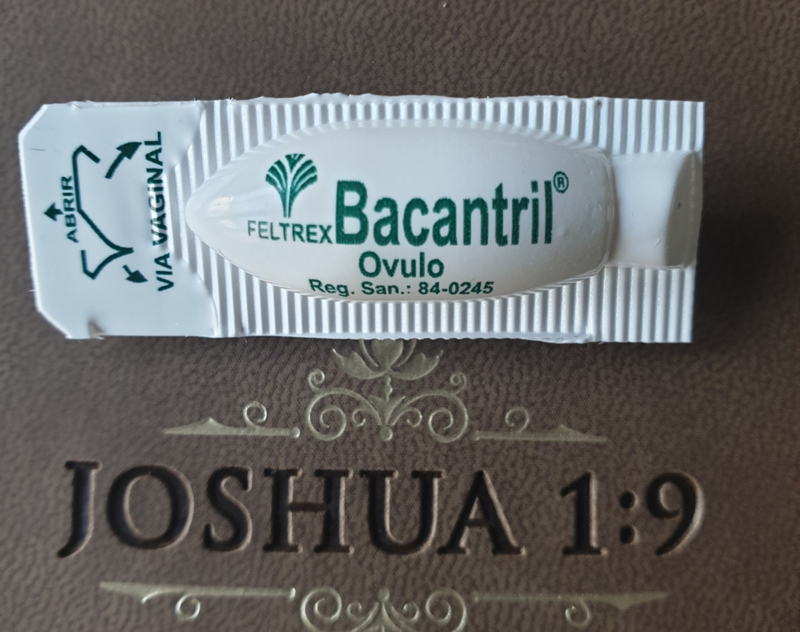 ABRIR
VIA VAGINAL
FELTREX Bacantril®
Ovulo
Reg. San.: 84-0245
JOSHUA 1:9